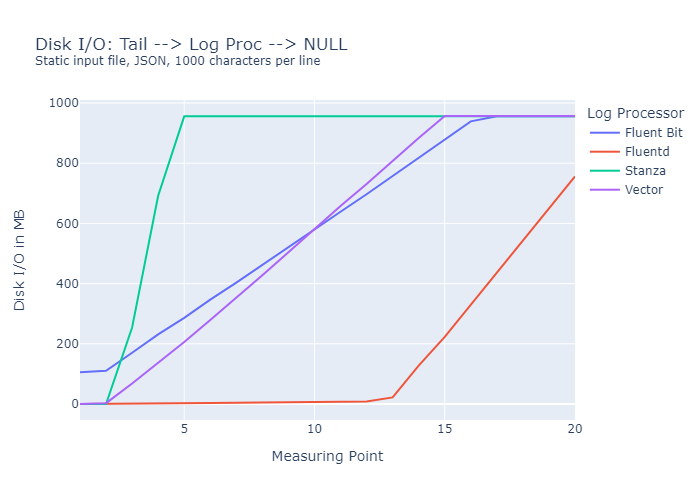 Disk I/O: Tail --> Log Proc --> NULL
Static input file, JSON, 1000 characters per line
Log Processor
Fluent Bit
Fluentd
Stanza
Vector
Disk I/O in MB
1000
800
600
400
200
0
5
10
15
20
Measuring Point